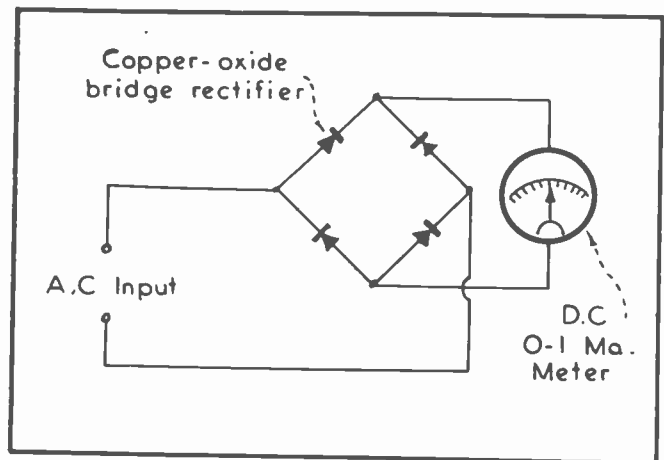 Copper-oxide
bridge rectifier
A.C Input
D.C
0-1 Ma.
Meter